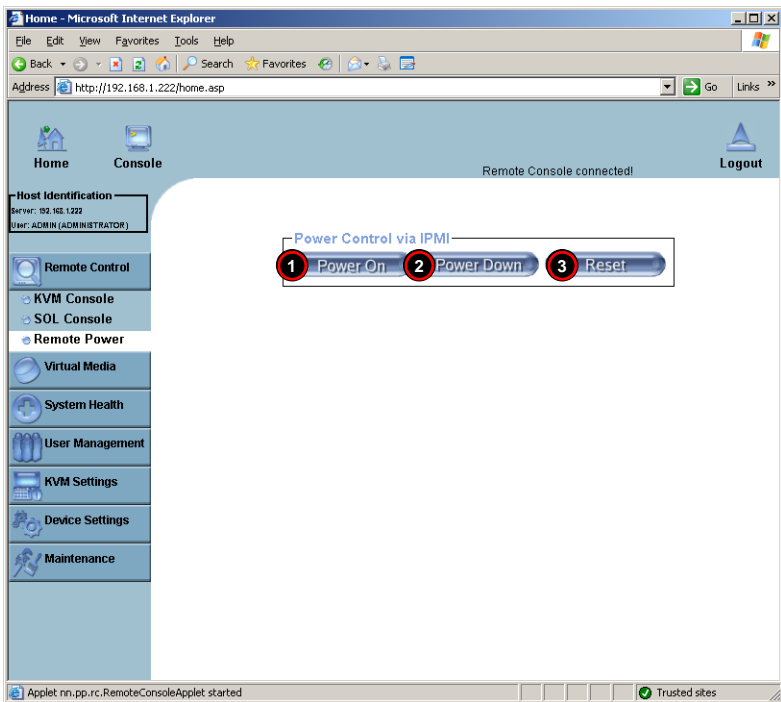 Home - Microsoft Internet Explorer
File Edit View Favorites Tools Help
Back Search Favorites
Address http://192.168.1.222/home.asp Go Links »
Home Console Remote Console connected! Logout
Host Identification
Server: 192.168.1.222
User: ADMIN (ADMINISTRATOR)
Power Control via IPMI
1 Power On 2 Power Down 3 Reset
Remote Control
KVM Console
SOL Console
Remote Power
Virtual Media
System Health
User Management
KVM Settings
Device Settings
Maintenance
Applet nn.pp.rc.RemoteConsoleApplet started Trusted sites